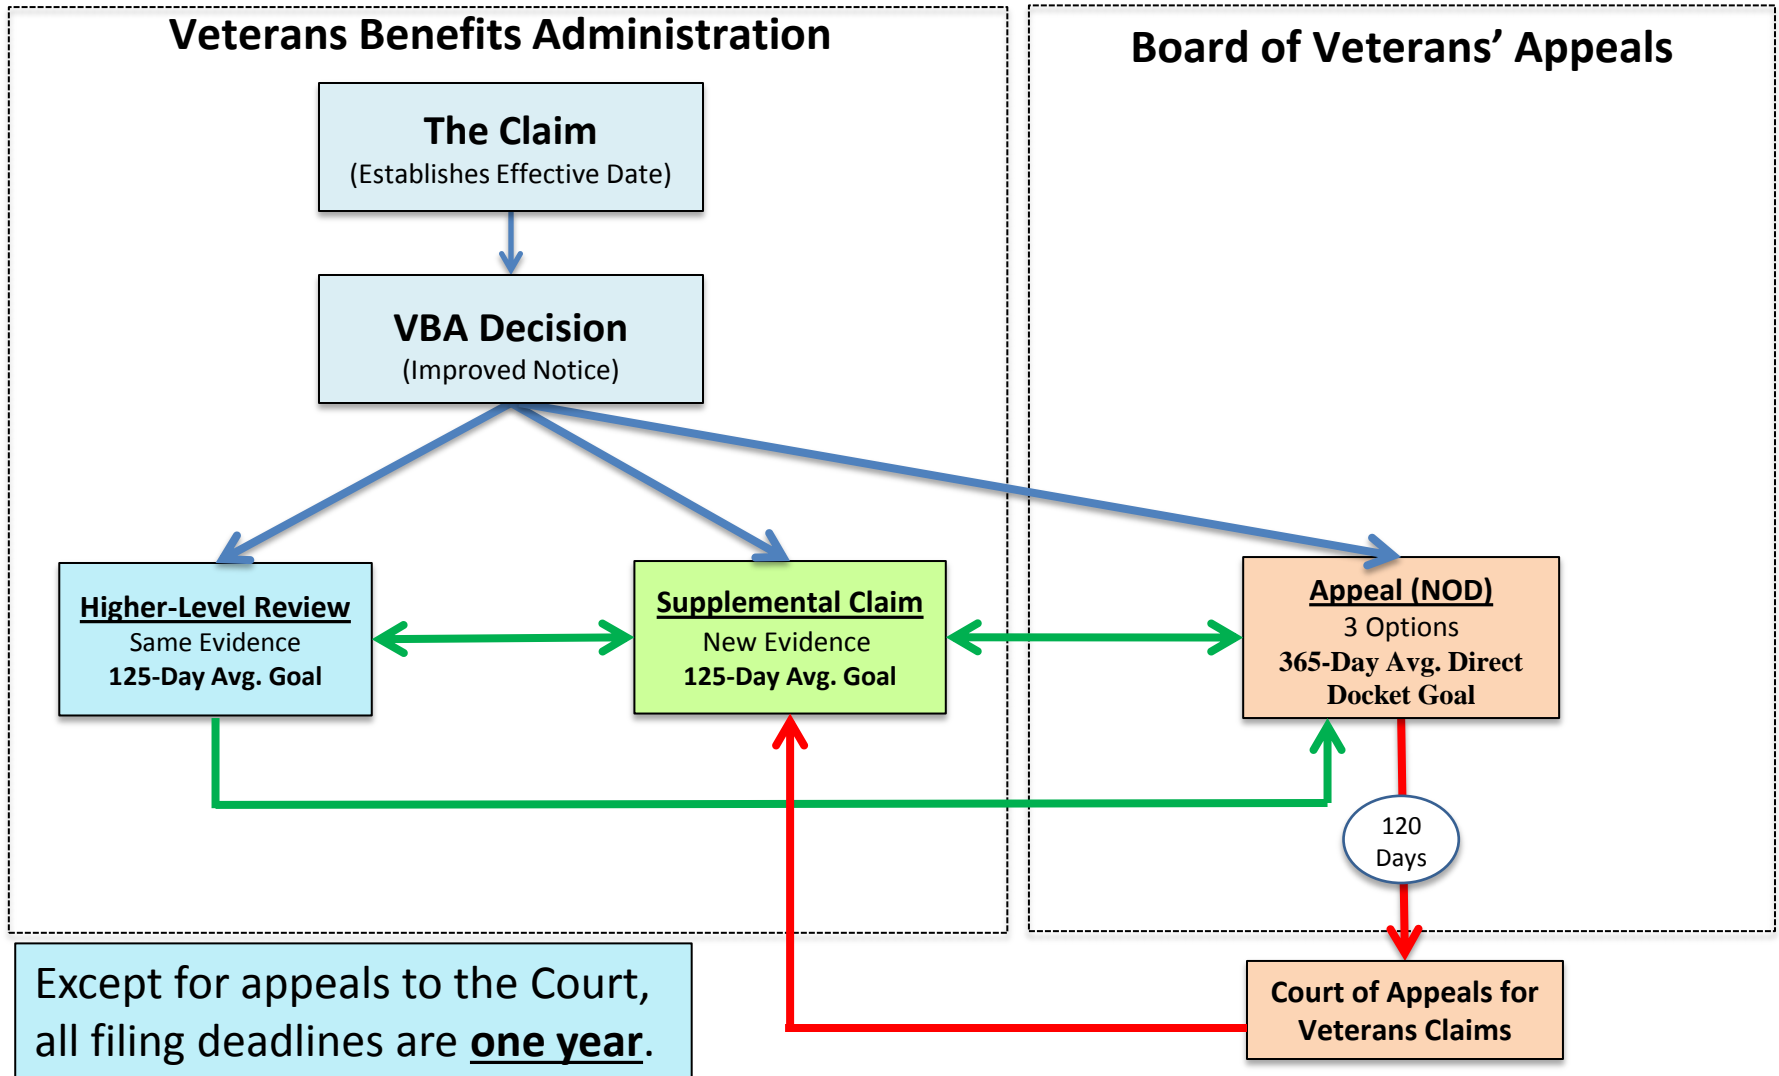 Veterans Benefits Administration
Board of Veterans’ Appeals
The Claim
(Establishes Effective Date)
VBA Decision
(Improved Notice)
Higher-Level Review
Same Evidence
125-Day Avg. Goal
Supplemental Claim
New Evidence
125-Day Avg. Goal
Appeal (NOD)
3 Options
365-Day Avg. Direct
Docket Goal
120
Days
Except for appeals to the Court,
all filing deadlines are one year.
Court of Appeals for
Veterans Claims